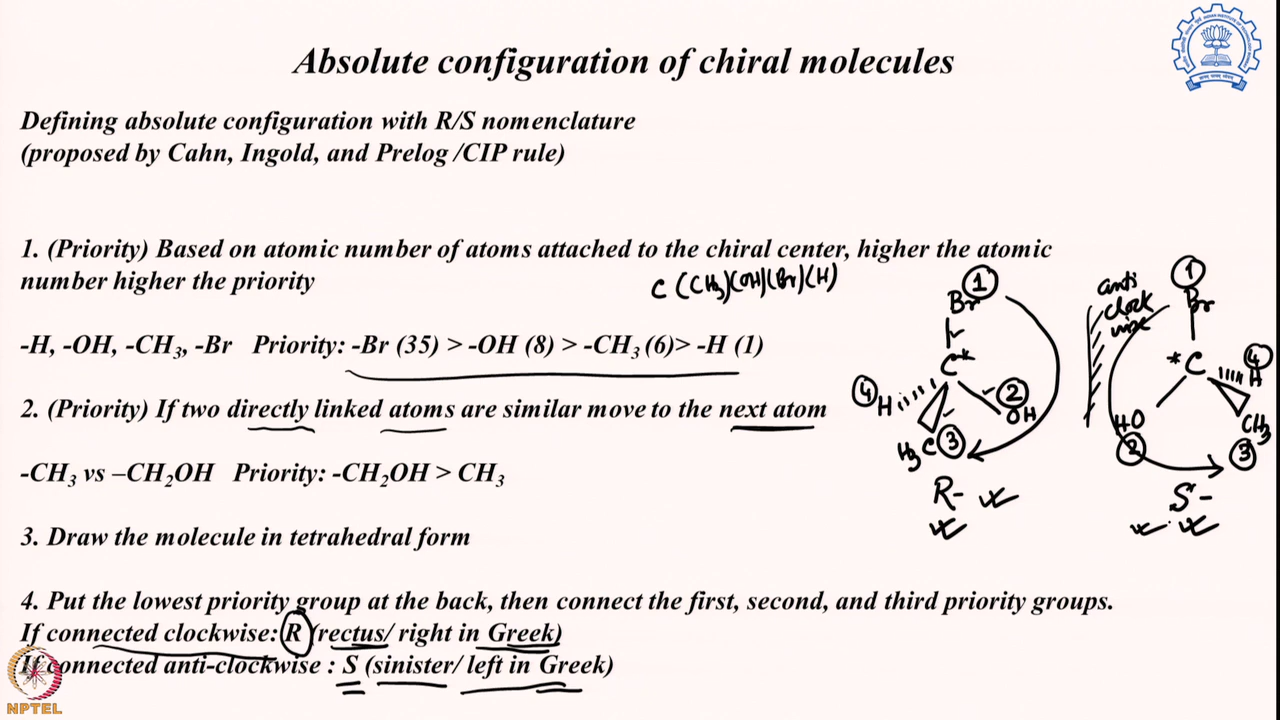 Absolute configuration of chiral molecules
Defining absolute configuration with R/S nomenclature
(proposed by Cahn, Ingold, and Prelog /CIP rule)
1. (Priority) Based on atomic number of atoms attached to the chiral center, higher the atomic
number higher the priority
C (CH3)(OH)(Br)(H)
-H, -OH, -CH3, -Br Priority: -Br (35) > -OH (8) > -CH3 (6)> -H (1)
2. (Priority) If two directly linked atoms are similar move to the next atom
-CH3 vs –CH2OH Priority: -CH2OH > CH3
3. Draw the molecule in tetrahedral form
4. Put the lowest priority group at the back, then connect the first, second, and third priority groups.
If connected clockwise: R (rectus/ right in Greek)
If connected anti-clockwise : S (sinister/ left in Greek)
1
Br
C*
4
H
2
OH
H3C
3
R-
anti
clock
wise
1
Br
*C
4
H
HO
2
CH3
3
S-
NPTEL